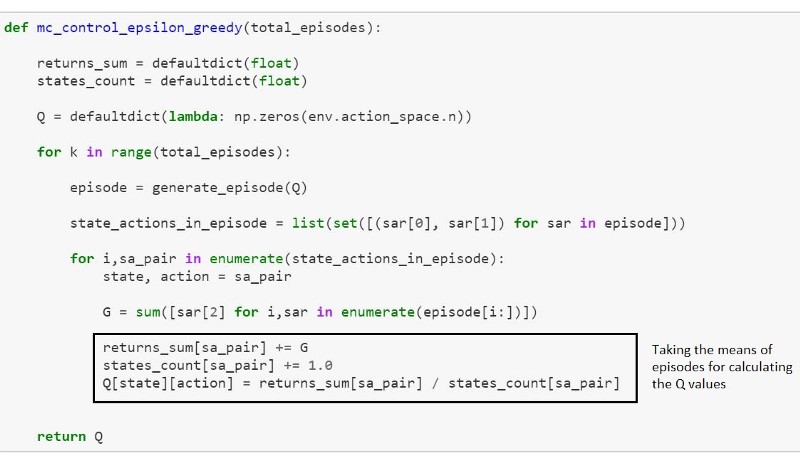 def mc_control_epsilon_greedy(total_episodes):
returns_sum = defaultdict(float)
states_count = defaultdict(float)
Q = defaultdict(lambda: np.zeros(env.action_space.n))
for k in range(total_episodes):
episode = generate_episode(Q)
state_actions_in_episode = list(set([(sar[0], sar[1]) for sar in episode]))
for i,sa_pair in enumerate(state_actions_in_episode):
state, action = sa_pair
G = sum([sar[2] for i,sar in enumerate(episode[i:])])
returns_sum[sa_pair] += G
states_count[sa_pair] += 1.0
Q[state][action] = returns_sum[sa_pair] / states_count[sa_pair]
Taking the means of
episodes for calculating
the Q values
return Q